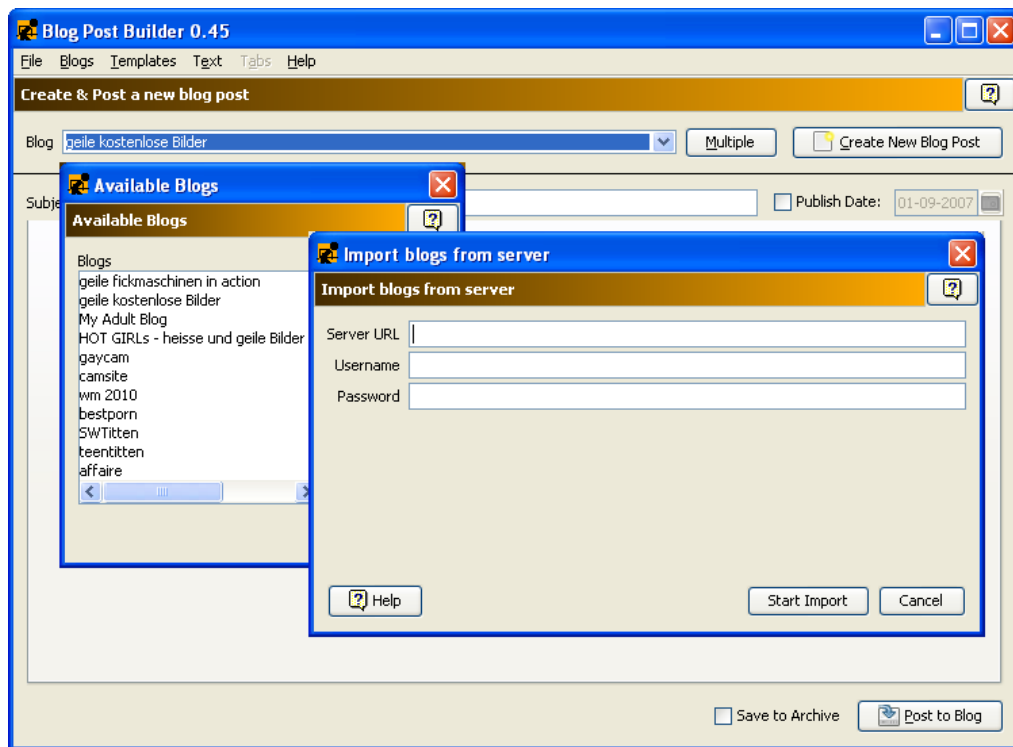 Blog Post Builder 0.45
File Blogs Templates Text Tabs Help
Create & Post a new blog post
Blog geile kostenlose Bilder Multiple Create New Blog Post
Subje Publish Date: 01-09-2007
Available Blogs
Available Blogs
Blogs
geile fickmaschinen in action
geile kostenlose Bilder
My Adult Blog
HOT GIRLs - heisse und geile Bilder
gaycam
camsite
wm 2010
bestporn
SWTitten
teentitten
affaire
Import blogs from server
Import blogs from server
Server URL
Username
Password
Help Start Import Cancel
Save to Archive Post to Blog